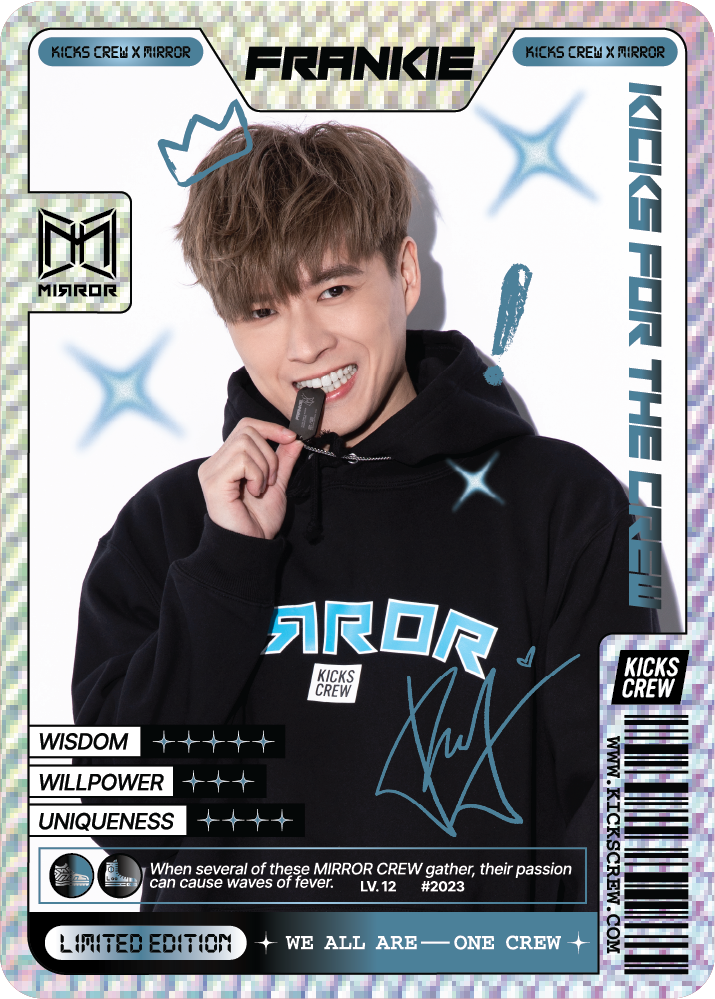 KICKS CREW X MIRROR
FRANKIE
KICKS CREW X MIRROR
KICKS FOR THE CREW
MIRROR
FRANKIE
ЯROR
KICKS
CREW
KICKS
CREW
WISDOM
WILLPOWER
UNIQUENESS
WWW.KICKSCREW.COM
When several of these MIRROR CREW gather, their passion
can cause waves of fever. LV. 12 #2023
LIMITED EDITION
WE ALL ARE — ONE CREW